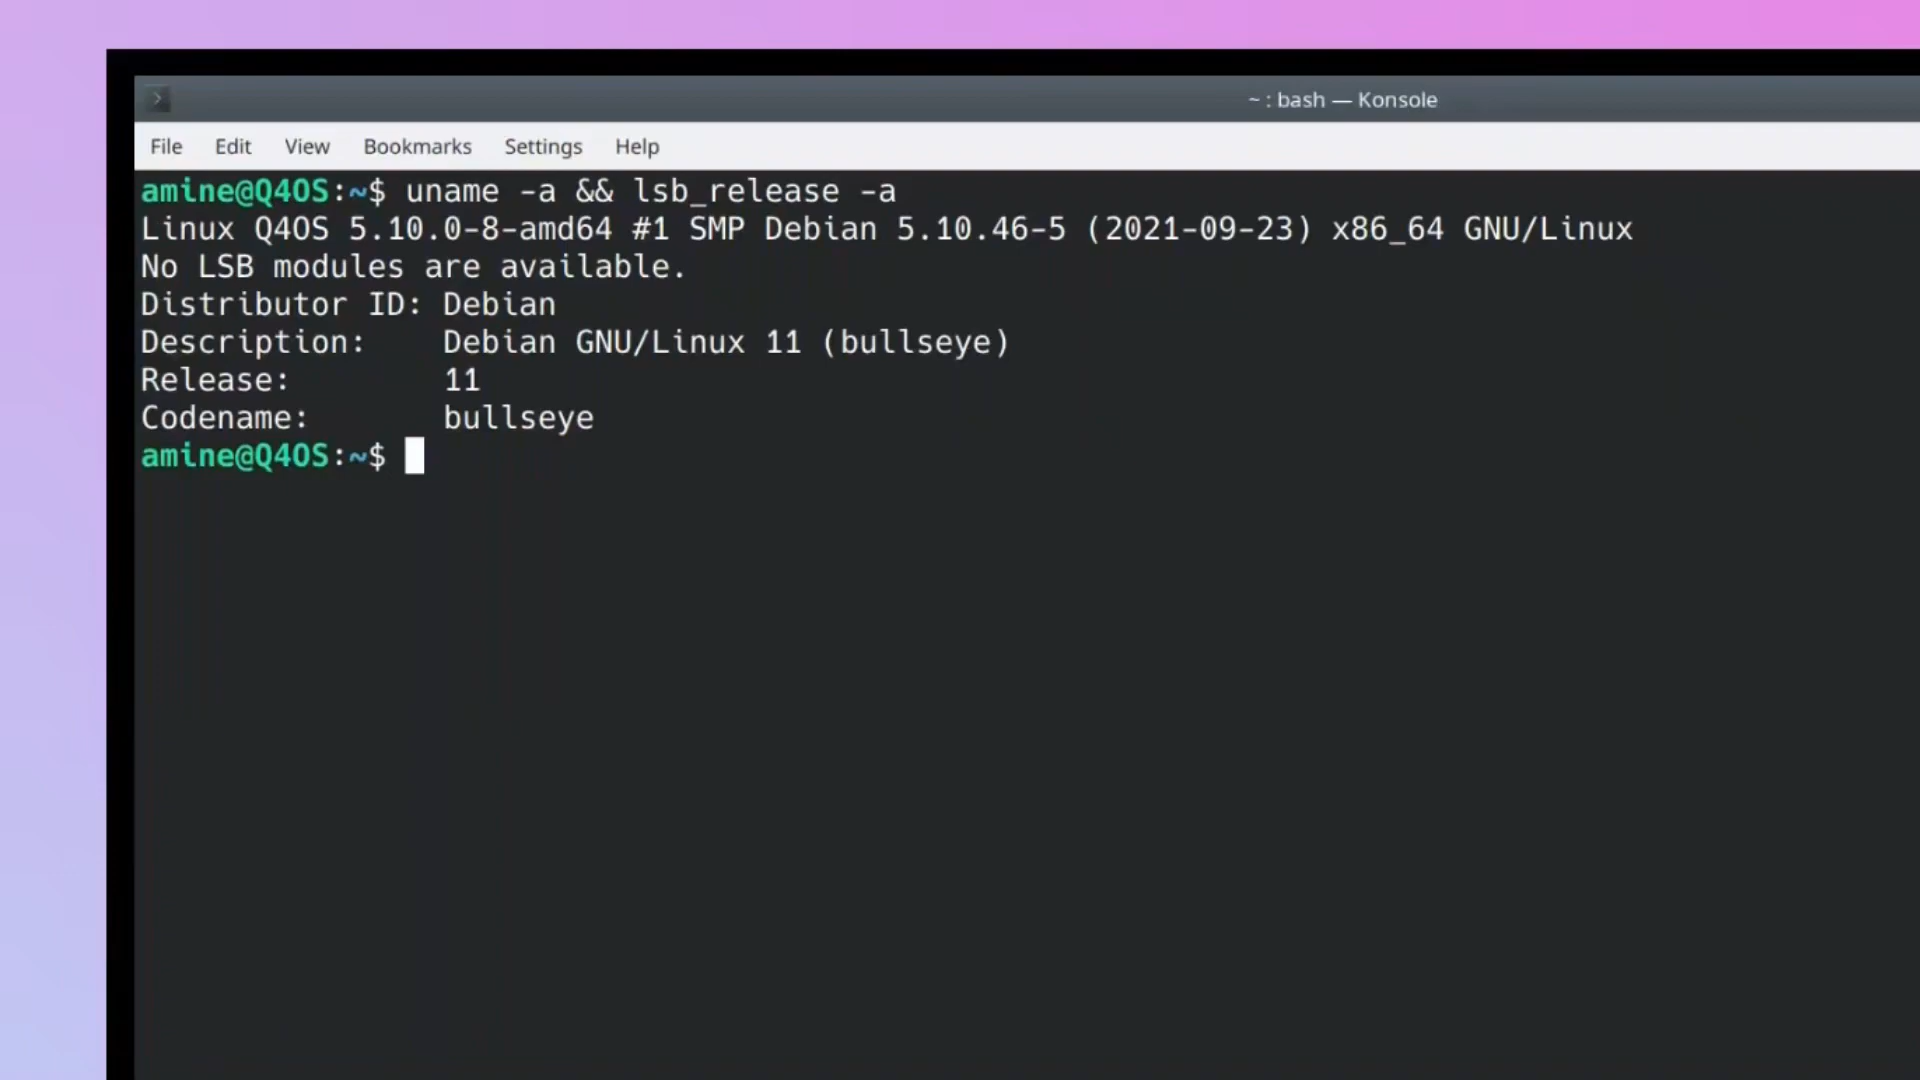 ~ : bash — Konsole
File Edit View Bookmarks Settings Help
amine@Q4OS:~$ uname -a && lsb_release -a
Linux Q4OS 5.10.0-8-amd64 #1 SMP Debian 5.10.46-5 (2021-09-23) x86_64 GNU/Linux
No LSB modules are available.
Distributor ID: Debian
Description:    Debian GNU/Linux 11 (bullseye)
Release:        11
Codename:       bullseye
amine@Q4OS:~$